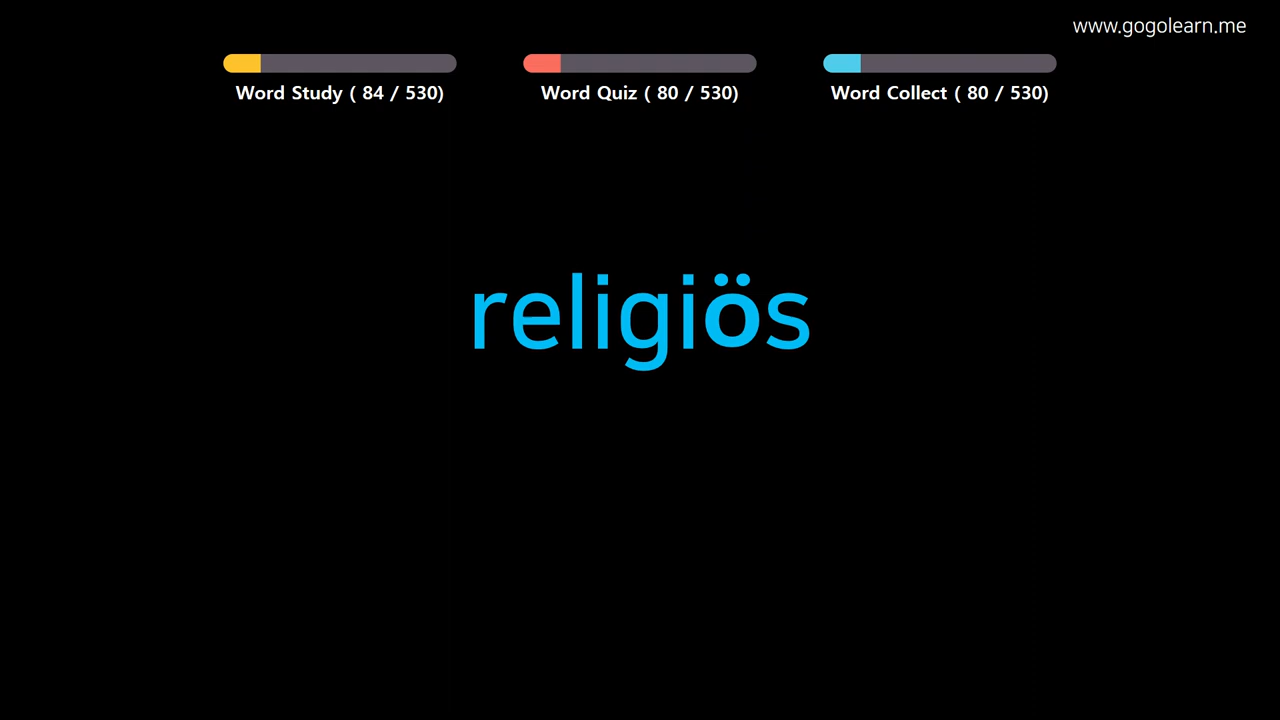 www.gogolearn.me
Word Study ( 84 / 530)
Word Quiz ( 80 / 530)
Word Collect ( 80 / 530)
religiös